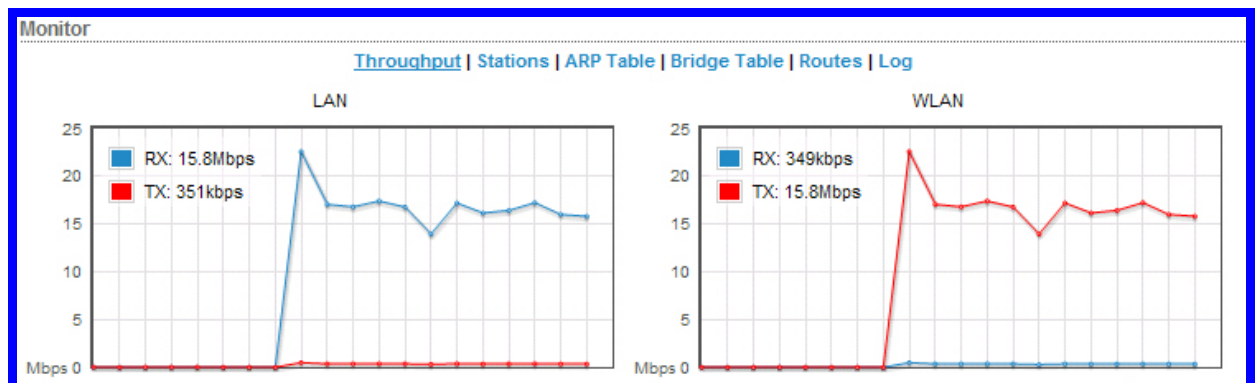 Monitor
Throughput | Stations | ARP Table | Bridge Table | Routes | Log
LAN
25
20
15
10
5
Mbps 0
RX: 15.8Mbps
TX: 351kbps
WLAN
25
20
15
10
5
Mbps 0
RX: 349kbps
TX: 15.8Mbps